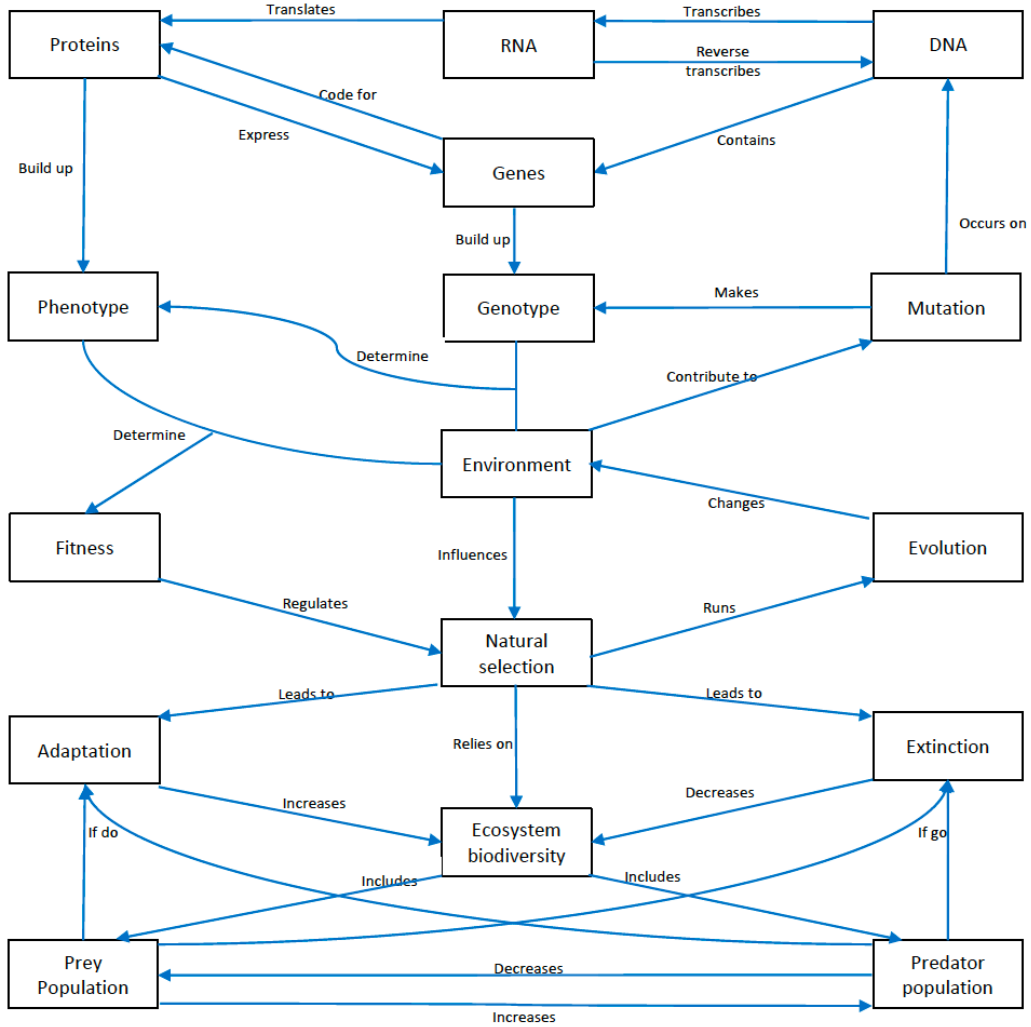 Translates
Transcribes
Proteins
RNA
DNA
Reverse
transcribes
Code for
Express
Contains
Genes
Build up
Build up
Occurs on
Phenotype
Genotype
Makes
Mutation
Determine
Contribute to
Determine
Environment
Changes
Fitness
Influences
Evolution
Regulates
Runs
Natural
selection
Leads to
Leads to
Adaptation
Relies on
Extinction
Increases
Decreases
If do
Ecosystem
biodiversity
If go
Includes
Includes
Prey
Population
Decreases
Predator
population
Increases